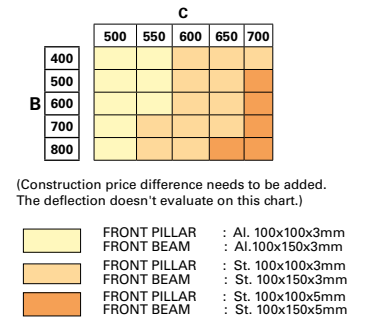 C
500 550 600 650 700
400
500
B 600
700
800
(Construction price difference needs to be added.
The deflection doesn't evaluate on this chart.)
FRONT PILLAR : Al. 100x100x3mm
FRONT BEAM : Al.100x150x3mm
FRONT PILLAR : St. 100x100x3mm
FRONT BEAM : St. 100x150x3mm
FRONT PILLAR : St. 100x100x5mm
FRONT BEAM : St. 100x150x5mm